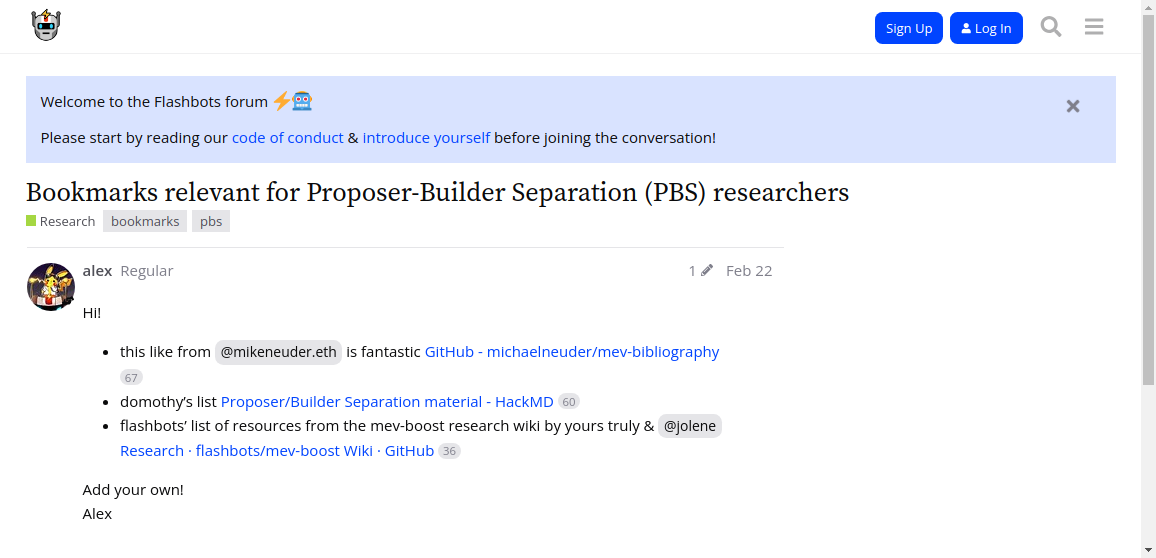 Sign Up
Log In
Welcome to the Flashbots forum
Please start by reading our code of conduct & introduce yourself before joining the conversation!
Bookmarks relevant for Proposer-Builder Separation (PBS) researchers
Research bookmarks pbs
alex Regular 1 Feb 22
Hi!
this like from @mikeneuder.eth is fantastic GitHub - michaelneuder/mev-bibliography
67
domothy’s list Proposer/Builder Separation material - HackMD 60
flashbots’ list of resources from the mev-boost research wiki by yours truly & @jolene
Research · flashbots/mev-boost Wiki · GitHub 36
Add your own!
Alex